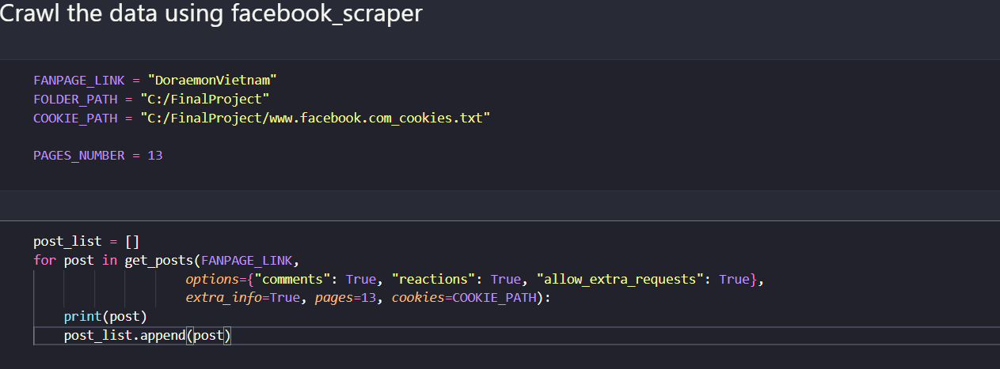 Crawl the data using facebook_scraper
FANPAGE_LINK = "DoraemonVietnam"
FOLDER_PATH = "C:/FinalProject"
COOKIE_PATH = "C:/FinalProject/www.facebook.com_cookies.txt"
PAGES_NUMBER = 13
post_list = []
for post in get_posts(FANPAGE_LINK,
options={"comments": True, "reactions": True, "allow_extra_requests": True},
extra_info=True, pages=13, cookies=COOKIE_PATH):
print(post)
post_list.append(post)